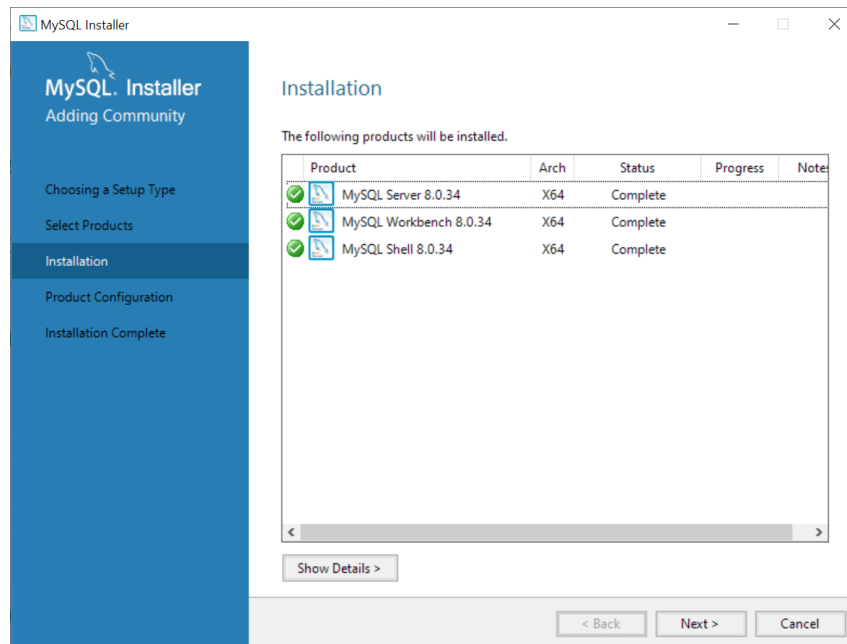 MySQL Installer
MySQL. Installer
Adding Community
Choosing a Setup Type
Select Products
Installation
Product Configuration
Installation Complete
Installation
The following products will be installed.
Product Arch Status Progress Notes
MySQL Server 8.0.34 X64 Complete
MySQL Workbench 8.0.34 X64 Complete
MySQL Shell 8.0.34 X64 Complete
Show Details >
< Back Next > Cancel